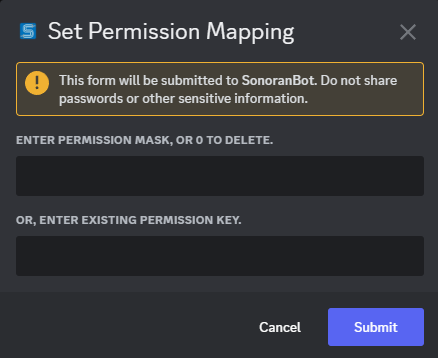 Set Permission Mapping
This form will be submitted to SonoranBot. Do not share
passwords or other sensitive information.
ENTER PERMISSION MASK, OR 0 TO DELETE.
OR, ENTER EXISTING PERMISSION KEY.
Cancel Submit